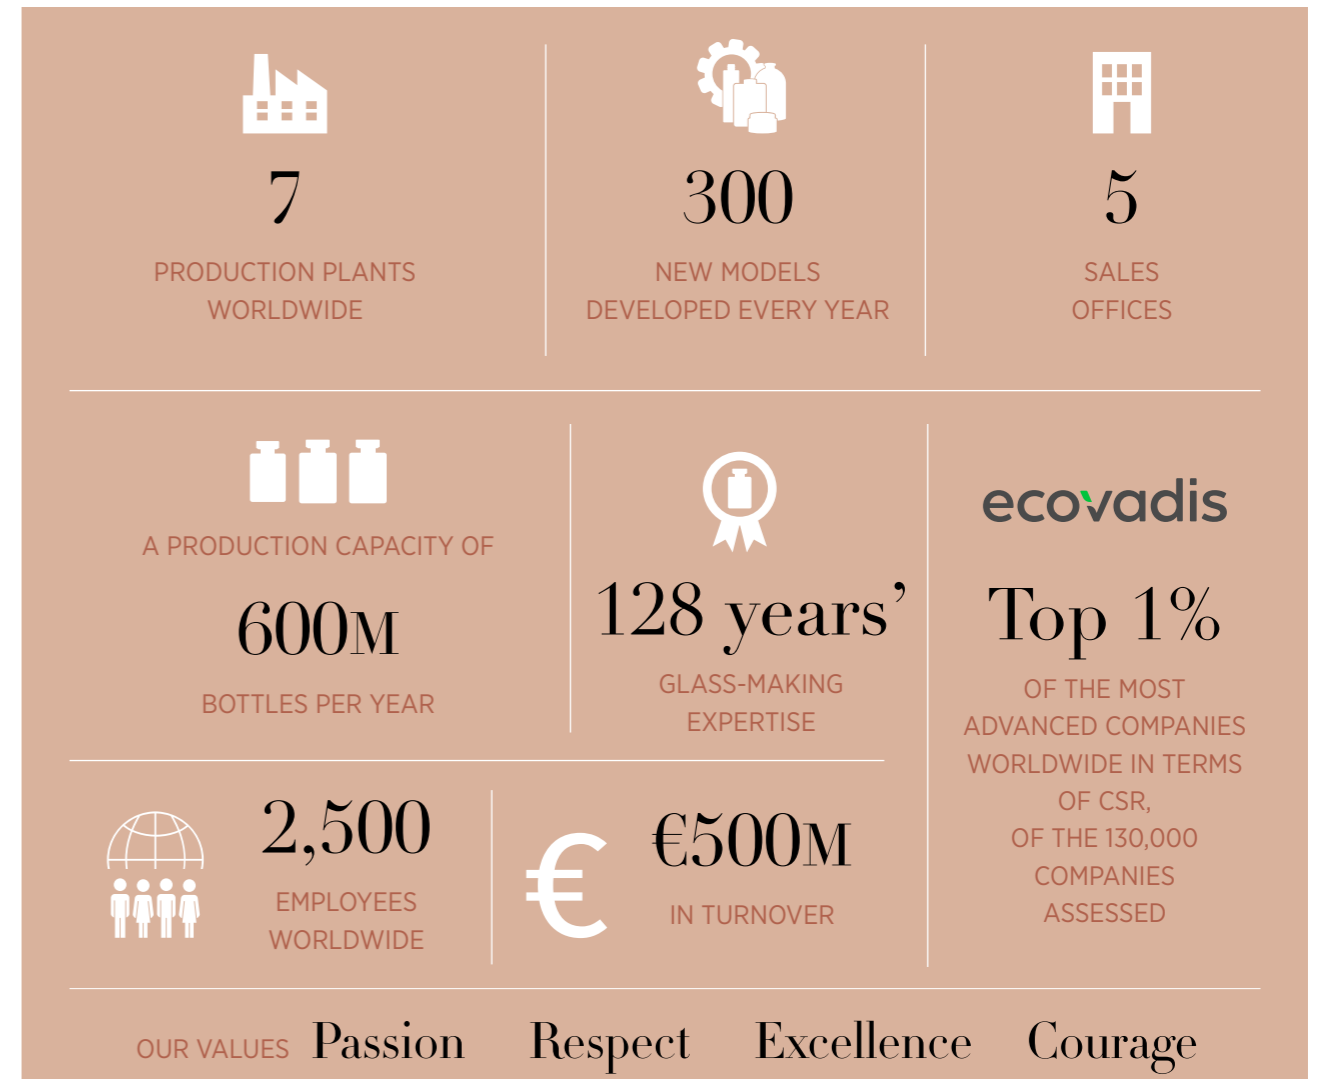 7
PRODUCTION PLANTS
WORLDWIDE
300
NEW MODELS
DEVELOPED EVERY YEAR
5
SALES
OFFICES
A PRODUCTION CAPACITY OF
600M
BOTTLES PER YEAR
128 years’
GLASS-MAKING
EXPERTISE
ecovadis
Top 1%
OF THE MOST
ADVANCED COMPANIES
WORLDWIDE IN TERMS
OF CSR,
OF THE 130,000
COMPANIES
ASSESSED
2,500
EMPLOYEES
WORLDWIDE
€
€500M
IN TURNOVER
OUR VALUES Passion Respect Excellence Courage